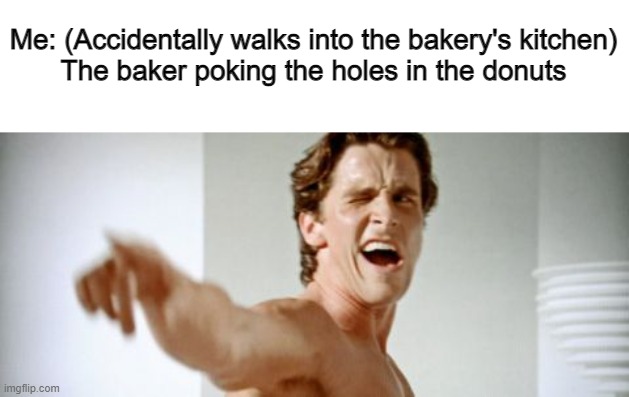 Me: (Accidentally walks into the bakery's kitchen)
The baker poking the holes in the donuts
imgflip.com